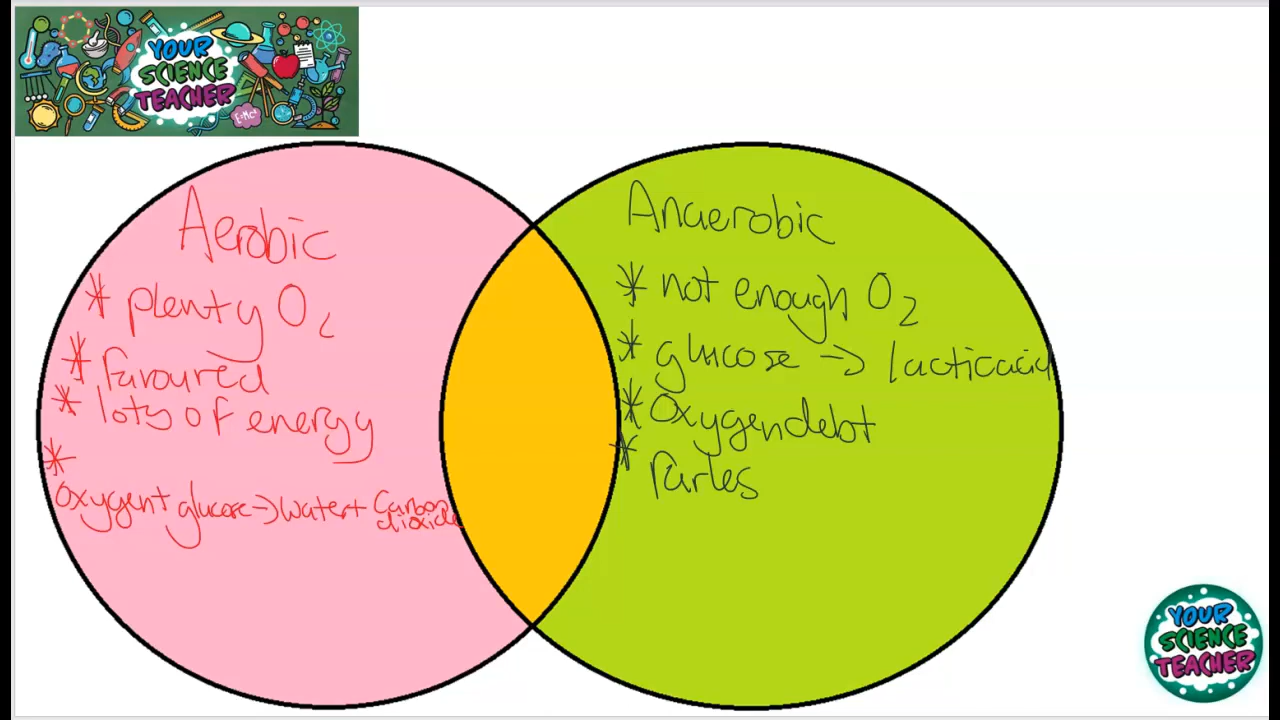 YOUR
SCIENCE
TEACHER
E=MC²
Aerobic
* plenty O2
* favoured
* lots of energy
*
Oxygen + glucose → water + Carbon
dioxide
Anaerobic
* not enough O2
* glucose → lactic acid
* Oxygen debt
*
YOUR
SCIENCE
TEACHER